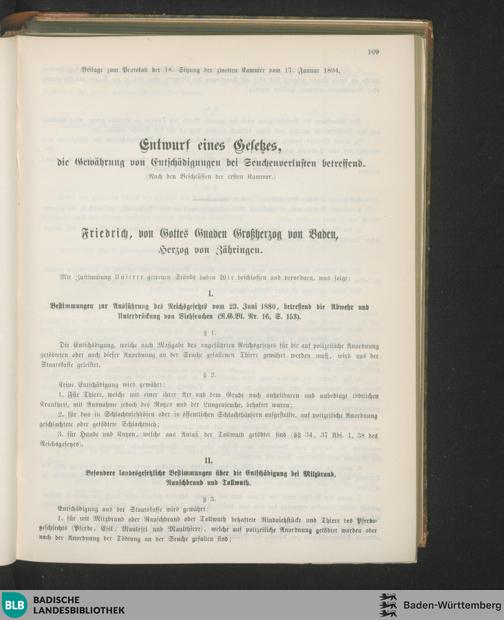 109
Beilage zum Protokoll der 18. Sitzung der zweiten Kammer vom 17. Januar 1894.
Entwurf eines Gesetzes,
die Gewährung von Entschädigungen bei Seuchenverlusten betreffend.
(Nach den Beschlüssen der ersten Kammer.)
Friedrich, von Gottes Gnaden Großherzog von Baden,
Herzog von Zähringen.
Mit Zustimmung Unserer getreuen Stände haben Wir beschlossen und verordnen, was folgt:
I.
Bestimmungen zur Ausführung des Reichsgesetzes vom 23. Juni 1880, betreffend die Abwehr und
Unterdrückung von Viehseuchen (R.G.Bl. Nr. 16, S. 153).
§ 1.
Die Entschädigung, welche nach Maßgabe des angeführten Reichsgesetzes für die auf polizeiliche Anordnung
getödteten oder nach dieser Anordnung an der Seuche gefallenen Thiere gewährt werden muß, wird aus der
Staatskasse geleistet.
§ 2.
Keine Entschädigung wird gewährt:
1. Für Thiere, welche mit einer ihrer Art und dem Grade nach unheilbaren und unbedingt tödtlichen
Krankheit, mit Ausnahme jedoch des Rotzes und der Lungenseuche, behaftet waren;
2. für das in Schlachtviehhöfen oder in öffentlichen Schlachthäusern aufgestellte, auf polizeiliche Anordnung
geschlachtete oder getödtete Schlachtvieh;
3. für Hunde und Katzen, welche aus Anlaß der Tollwuth getödtet sind (§§ 34, 37 Abs. 1, 38 des
Reichsgesetzes).
II.
Besondere landesgesetzliche Bestimmungen über die Entschädigung bei Milzbrand,
Rauschbrand und Tollwuth.
§ 3.
Entschädigung aus der Staatskasse wird gewährt:
1. für mit Milzbrand oder Rauschbrand oder Tollwuth behaftete Rindviehstücke und Thiere des Pferde-
geschlechts (Pferde, Esel, Maulesel und Maulthiere), welche auf polizeiliche Anordnung getödtet wurden oder
nach der Anordnung der Tödtung an der Seuche gefallen sind;
BLB
BADISCHE
LANDESBIBLIOTHEK
Baden-Württemberg